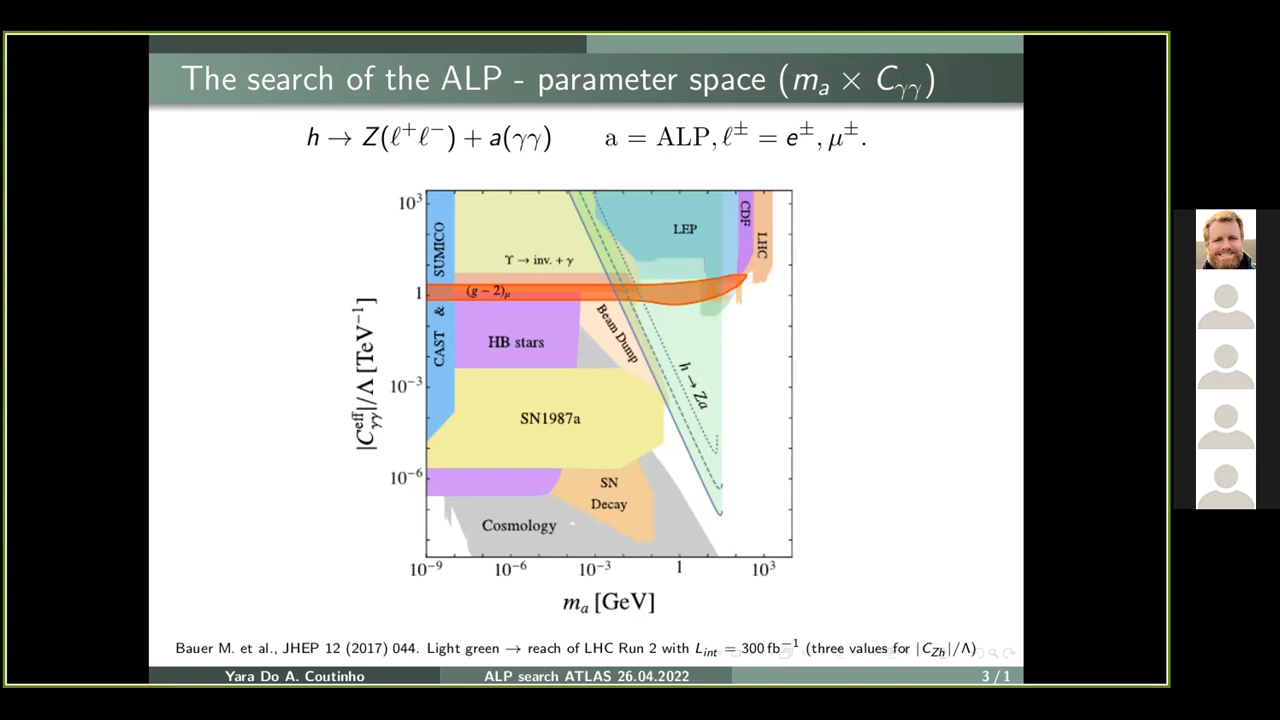 The search of the ALP - parameter space (mₐ × C_γγ)
h → Z(ℓ⁺ℓ⁻) + a(γγ) a = ALP, ℓ± = e±, μ±.
10³
1
10⁻³
10⁻⁶
|C_γγ^eff|/Λ [TeV⁻¹]
CAST & SUMICO
LEP
CDF
LHC
ϒ → inv. + γ
(g − 2)_μ
HB stars
Beam Dump
h → Za
SN1987a
SN
Decay
Cosmology
10⁻⁹ 10⁻⁶ 10⁻³ 1 10³
mₐ [GeV]
Bauer M. et al., JHEP 12 (2017) 044. Light green → reach of LHC Run 2 with L_int = 300 fb⁻¹ (three values for |C_Zh|/Λ)
Yara Do A. Coutinho ALP search ATLAS 26.04.2022 3 / 1